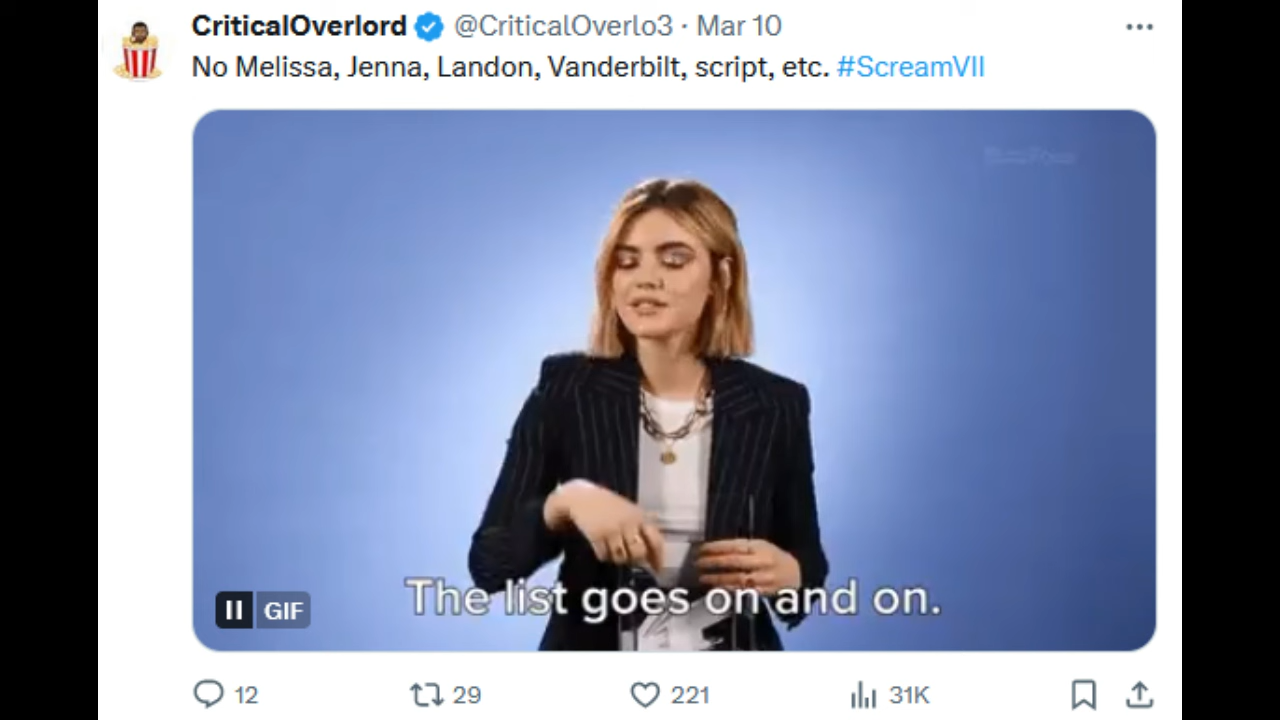 CriticalOverlord @CriticalOverlo3 · Mar 10
No Melissa, Jenna, Landon, Vanderbilt, script, etc. #ScreamVII
The list goes on and on.
GIF
12 29 221 31K